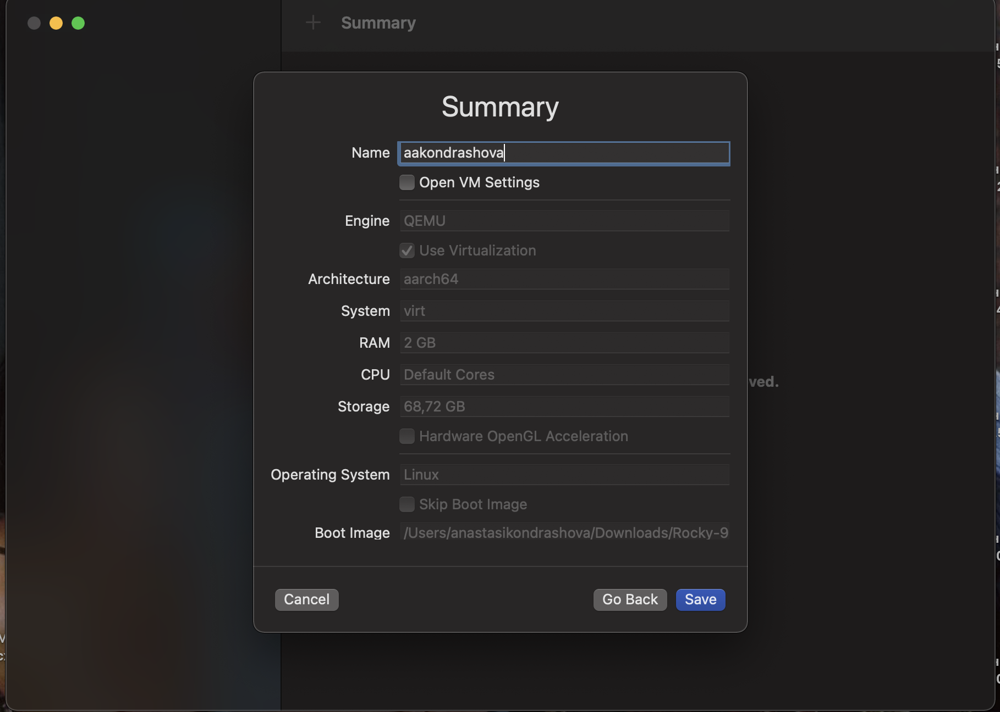 Summary
Summary
Name aakondrashova
Open VM Settings
Engine QEMU
Use Virtualization
Architecture aarch64
System virt
RAM 2 GB
CPU Default Cores
ved.
Storage 68,72 GB
Hardware OpenGL Acceleration
Operating System Linux
Skip Boot Image
Boot Image /Users/anastasikondrashova/Downloads/Rocky-9
Cancel Go Back Save